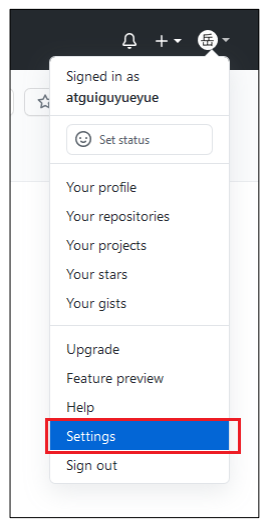 岳
Signed in as
atguiguyueyue
Set status
Your profile
Your repositories
Your projects
Your stars
Your gists
Upgrade
Feature preview
Help
Settings
Sign out